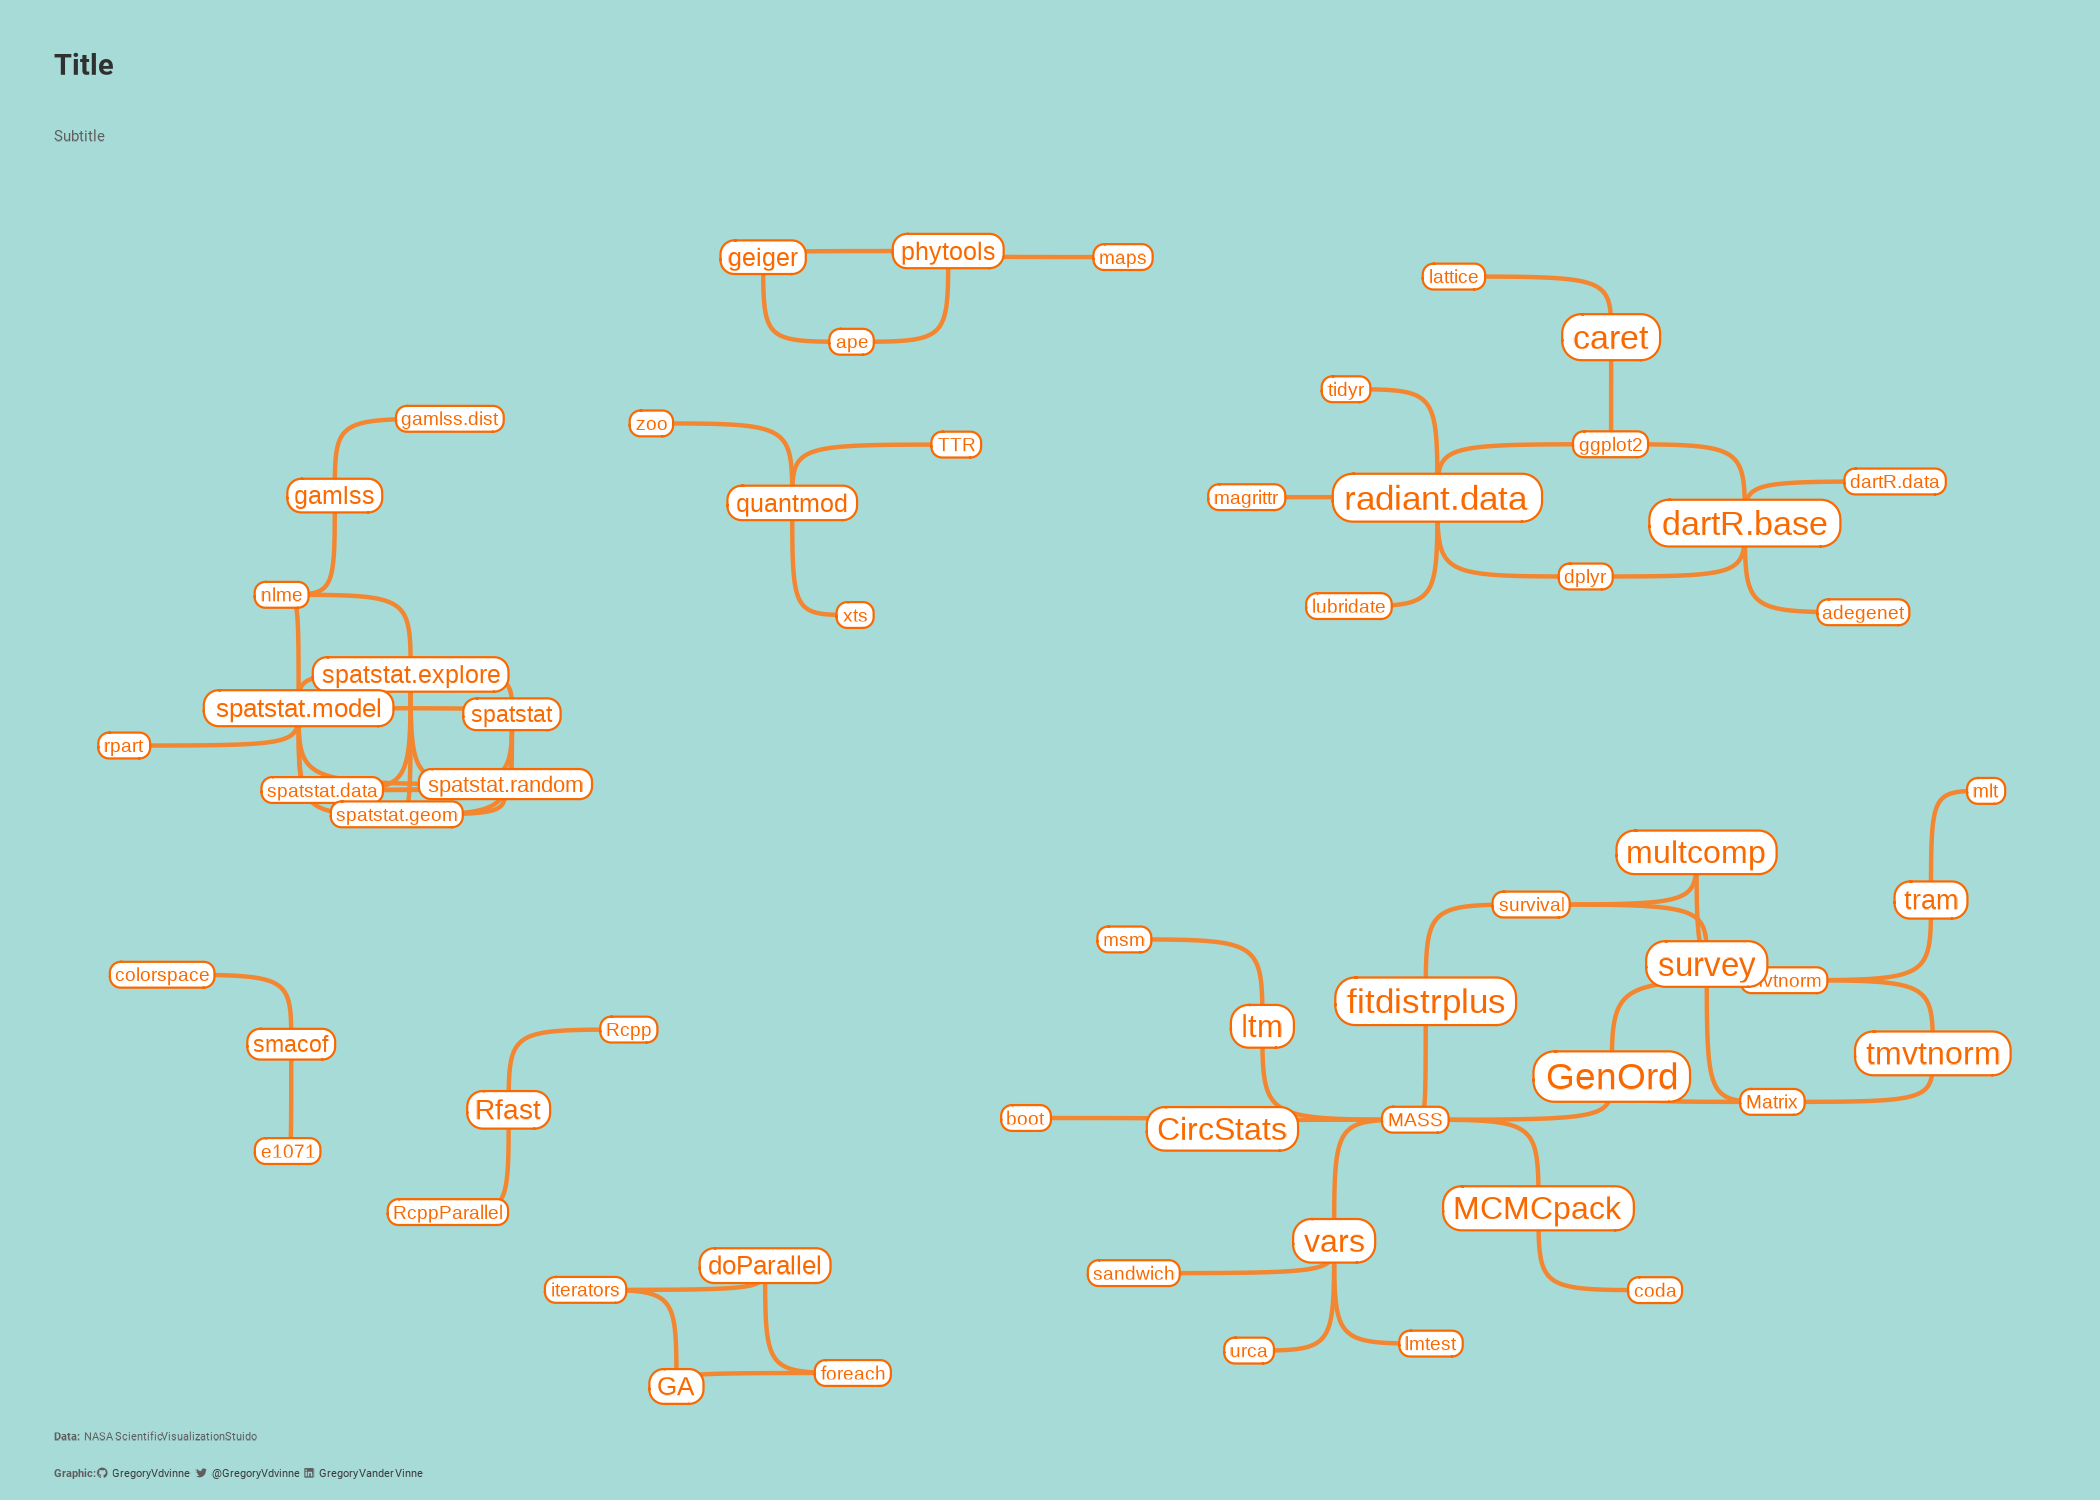 Title
Subtitle
geiger
phytools
maps
ape
lattice
caret
tidyr
ggplot2
magrittr
radiant.data
dartR.data
dartR.base
dplyr
lubridate
adegenet
gamlss.dist
gamlss
nlme
zoo
TTR
quantmod
xts
spatstat.explore
spatstat.model
spatstat
rpart
spatstat.data
spatstat.random
spatstat.geom
mlt
multcomp
tram
survival
msm
survey
fitdistrplus
ltm
GenOrd
tmvtnorm
Matrix
boot
CircStats
MASS
MCMCpack
vars
sandwich
coda
urca
lmtest
colorspace
smacof
e1071
Rcpp
Rfast
RcppParallel
doParallel
iterators
foreach
GA
Data: NASA ScientificVisualizationStuido
Graphic: GregoryVdvinne @GregoryVdvinne GregoryVanderVinne